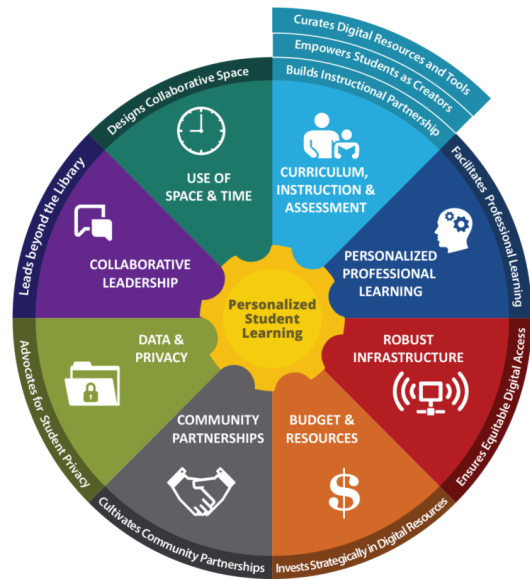 Curates Digital Resources and Tools
Empowers Students as Creators
Builds Instructional Partnership
CURRICULUM,
INSTRUCTION &
ASSESSMENT
Facilitates Professional Learning
PERSONALIZED
PROFESSIONAL
LEARNING
Ensures Equitable Digital Access
ROBUST
INFRASTRUCTURE
Invests Strategically in Digital Resources
BUDGET &
RESOURCES
$
Cultivates Community Partnerships
COMMUNITY
PARTNERSHIPS
Advocates for Student Privacy
DATA &
PRIVACY
Leads beyond the Library
COLLABORATIVE
LEADERSHIP
Designs Collaborative Space
USE OF
SPACE & TIME
Personalized
Student
Learning